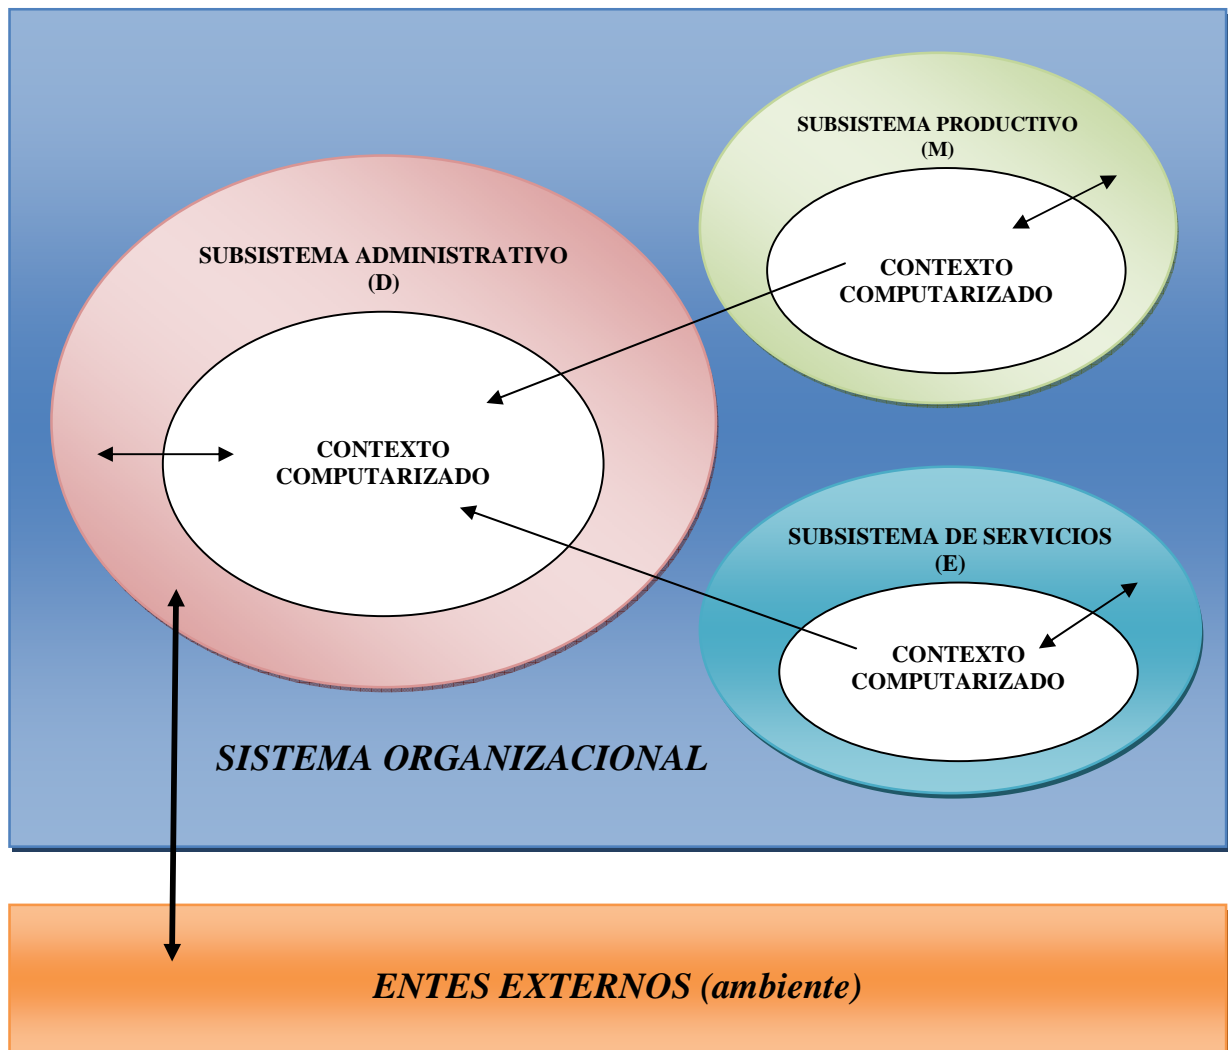 SUBSISTEMA PRODUCTIVO
(M)
CONTEXTO
COMPUTARIZADO
SUBSISTEMA ADMINISTRATIVO
(D)
CONTEXTO
COMPUTARIZADO
SUBSISTEMA DE SERVICIOS
(E)
CONTEXTO
COMPUTARIZADO
SISTEMA ORGANIZACIONAL
ENTES EXTERNOS (ambiente)